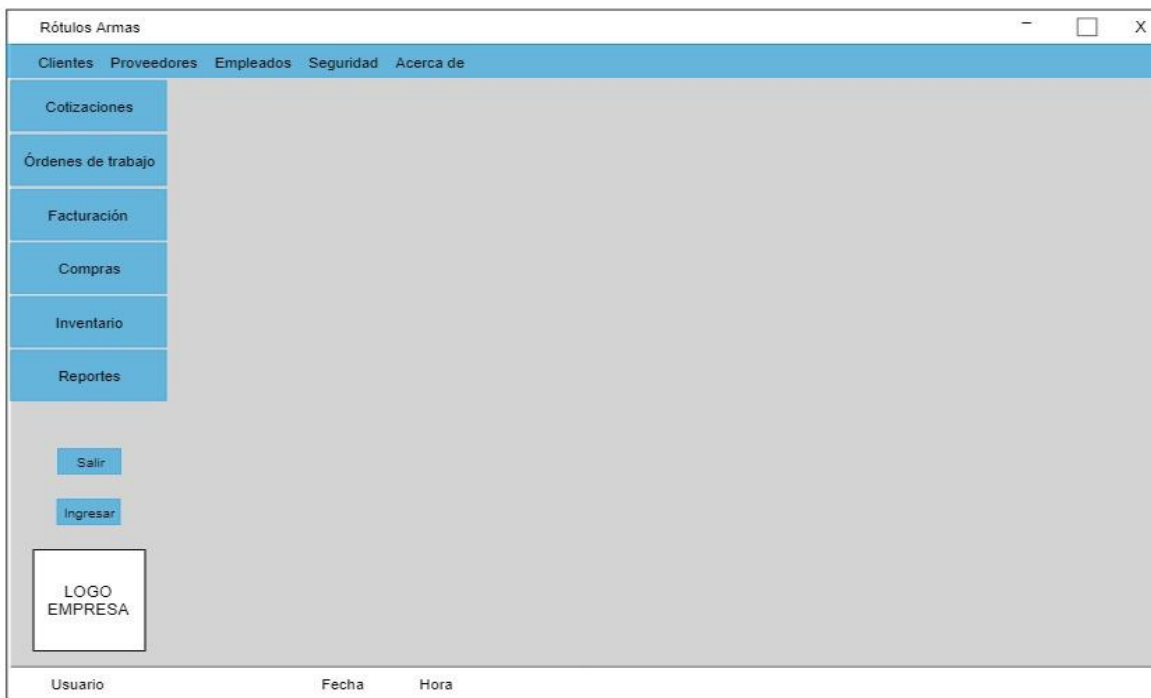 Rótulos Armas
– X
Clientes Proveedores Empleados Seguridad Acerca de
Cotizaciones
Órdenes de trabajo
Facturación
Compras
Inventario
Reportes
Salir
Ingresar
LOGO
EMPRESA
Usuario Fecha Hora